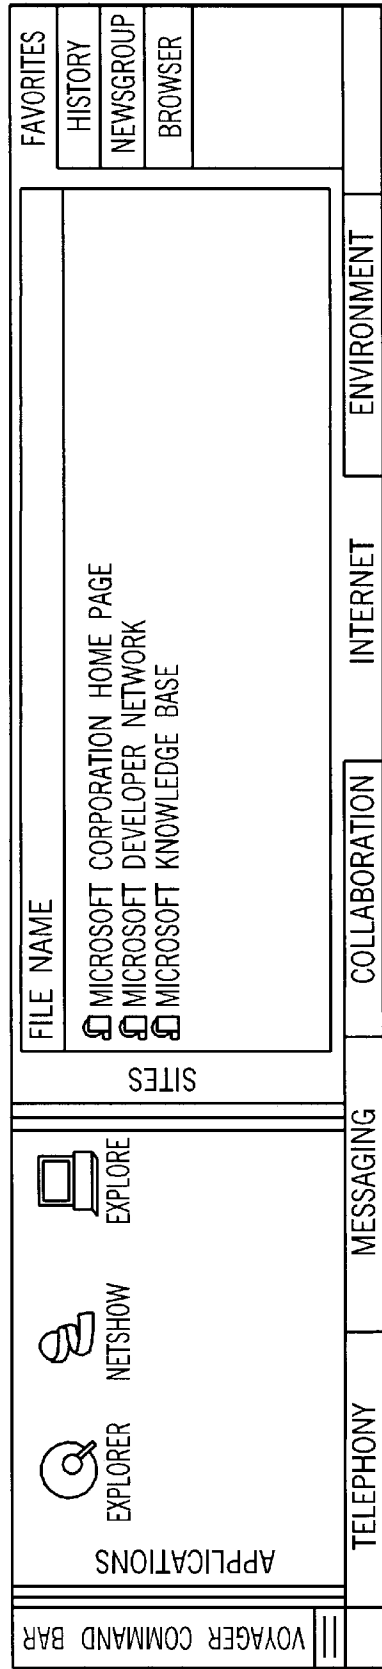 VOYAGER COMMAND BAR
APPLICATIONS
EXPLORER
NETSHOW
EXPLORE
SITES
FILE NAME
MICROSOFT CORPORATION HOME PAGE
MICROSOFT DEVELOPER NETWORK
MICROSOFT KNOWLEDGE BASE
FAVORITES
HISTORY
NEWSGROUP
BROWSER
TELEPHONY
MESSAGING
COLLABORATION
INTERNET
ENVIRONMENT